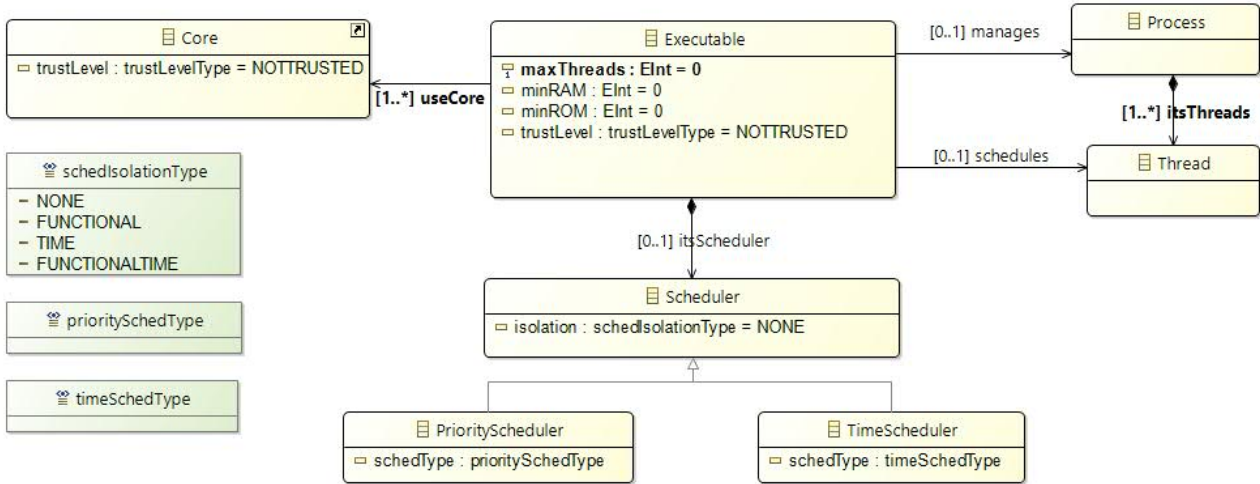 Core
trustLevel : trustLevelType = NOTTRUSTED
[1..*] useCore
Executable
maxThreads : EInt = 0
minRAM : EInt = 0
minROM : EInt = 0
trustLevel : trustLevelType = NOTTRUSTED
[0..1] manages
Process
[1..*] itsThreads
[0..1] schedules
Thread
schedIsolationType
NONE
FUNCTIONAL
TIME
FUNCTIONALTIME
[0..1] itsScheduler
Scheduler
isolation : schedIsolationType = NONE
prioritySchedType
timeSchedType
PriorityScheduler
schedType : prioritySchedType
TimeScheduler
schedType : timeSchedType